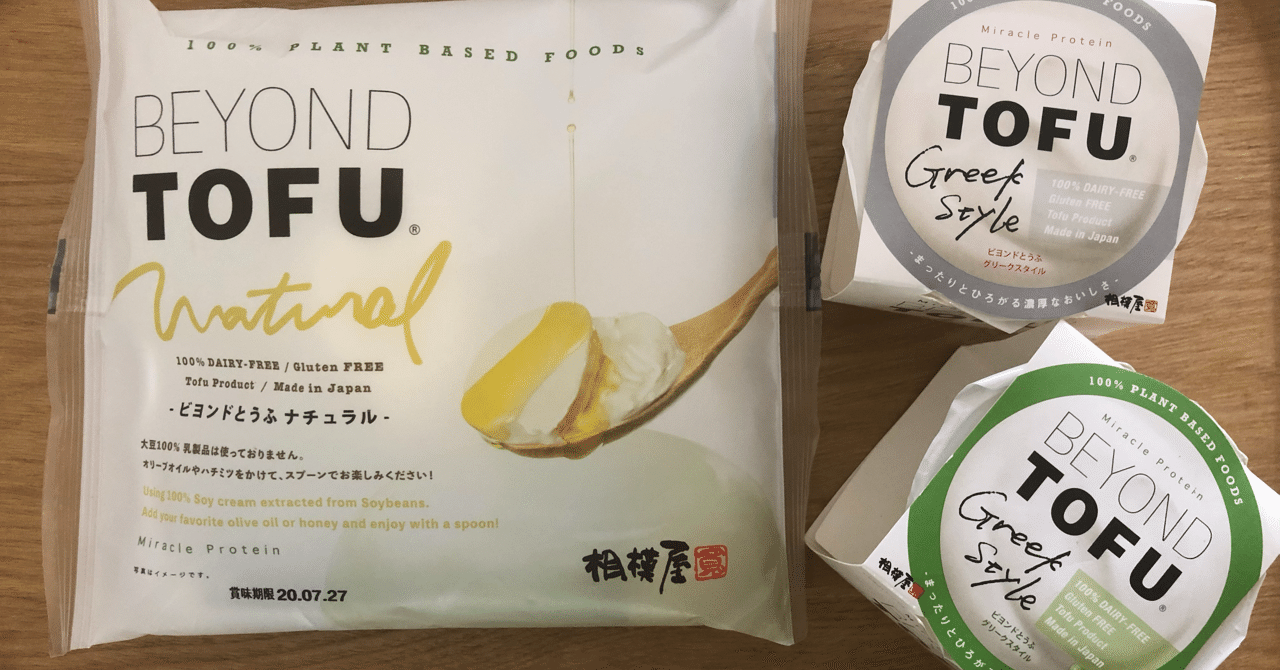 100% PLANT BASED FOODS
BEYOND
TOFU®
Natural
100% DAIRY-FREE / Gluten FREE
Tofu Product / Made in Japan
- ビヨンドとうふ ナチュラル -
大豆100% 乳製品は使っておりません。
オリーブオイルやハチミツをかけて、スプーンでお楽しみください!
Using 100% Soy cream extracted from Soybeans.
Add your favorite olive oil or honey and enjoy with a spoon!
Miracle Protein
写真はイメージです。
賞味期限 20.07.27
相模屋
FOODS
Miracle Protein
BEYOND
TOFU®
Greek
Style
100% DAIRY-FREE
Gluten FREE
Tofu Product
Made in Japan
ビヨンドとうふ
グリークスタイル
- まったりとひろがる濃厚なおいしさ -
相模屋
100% PLANT BASED FOODS
Miracle Protein
BEYOND
TOFU®
Greek
Style
100% DAIRY-FREE
Gluten FREE
Tofu Product
Made in Japan
ビヨンドとうふ
グリークスタイル
- まったりとひろが
相模屋